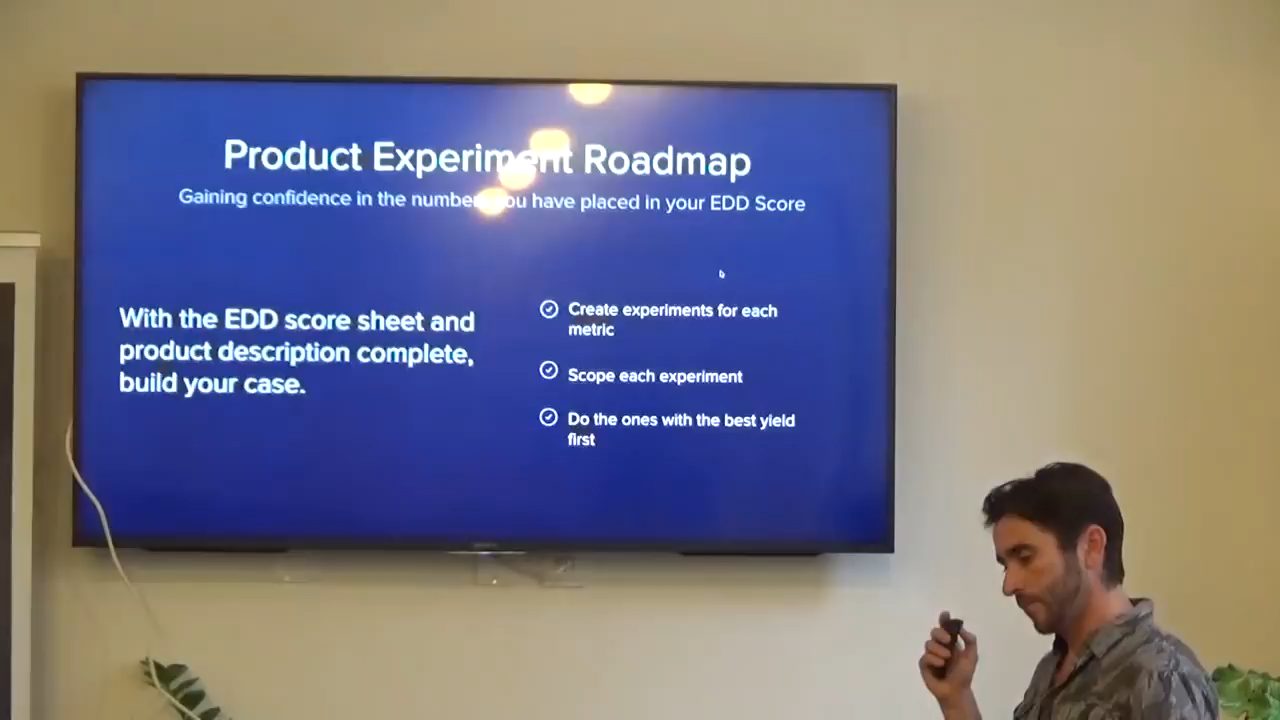 Product Experiment Roadmap
Gaining confidence in the numbers you have placed in your EDD Score
With the EDD score sheet and
product description complete,
build your case.
Create experiments for each
metric
Scope each experiment
Do the ones with the best yield
first